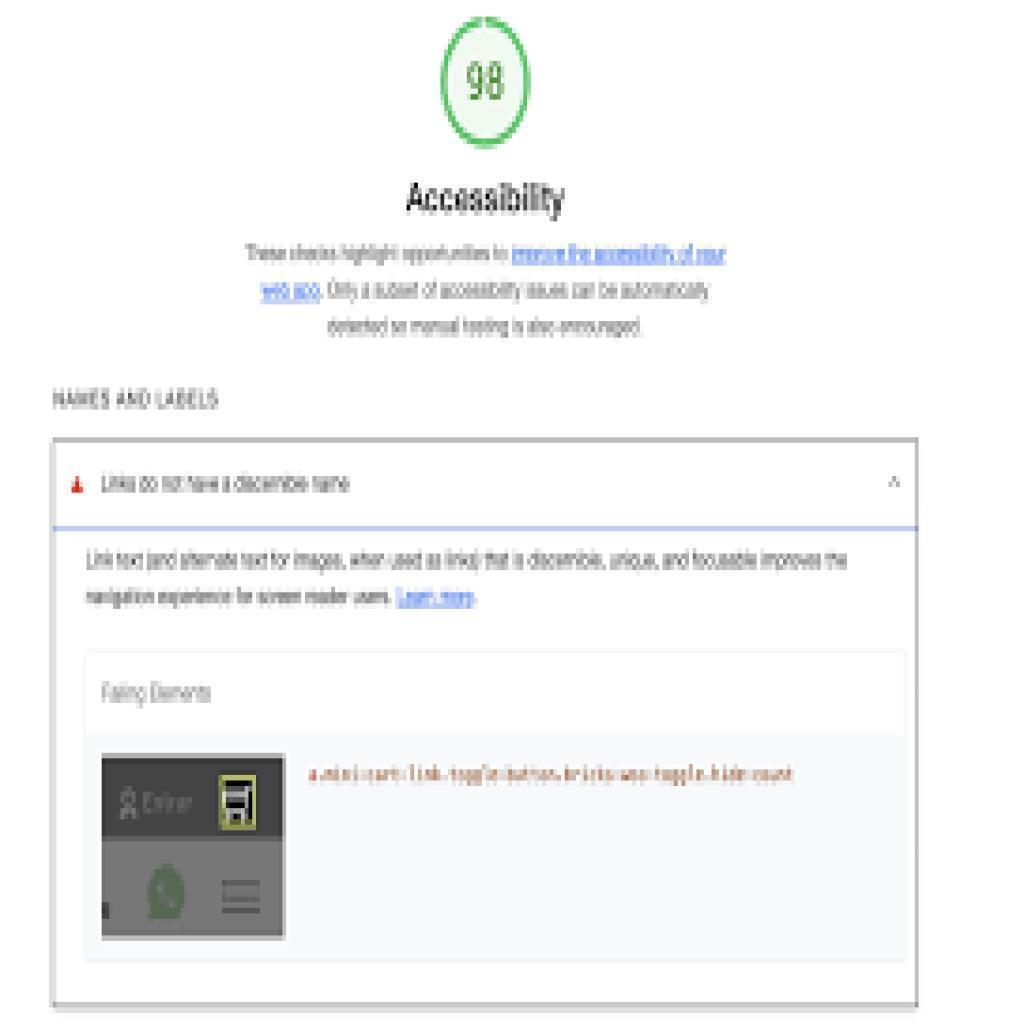 98
Accessibility
These checks highlight opportunities to improve the accessibility of your
web app. Only a subset of accessibility issues can be automatically
detected so manual testing is also encouraged.
NAMES AND LABELS
Links do not have a discernible name
Link text (and alternate text for images, when used as links) that is discernible, unique, and focusable improves the
navigation experience for screen reader users. Learn more.
Failing Elements
a.mini-cart-link.toggle-button.bricks-woo-toggle.hide-count
Entrar